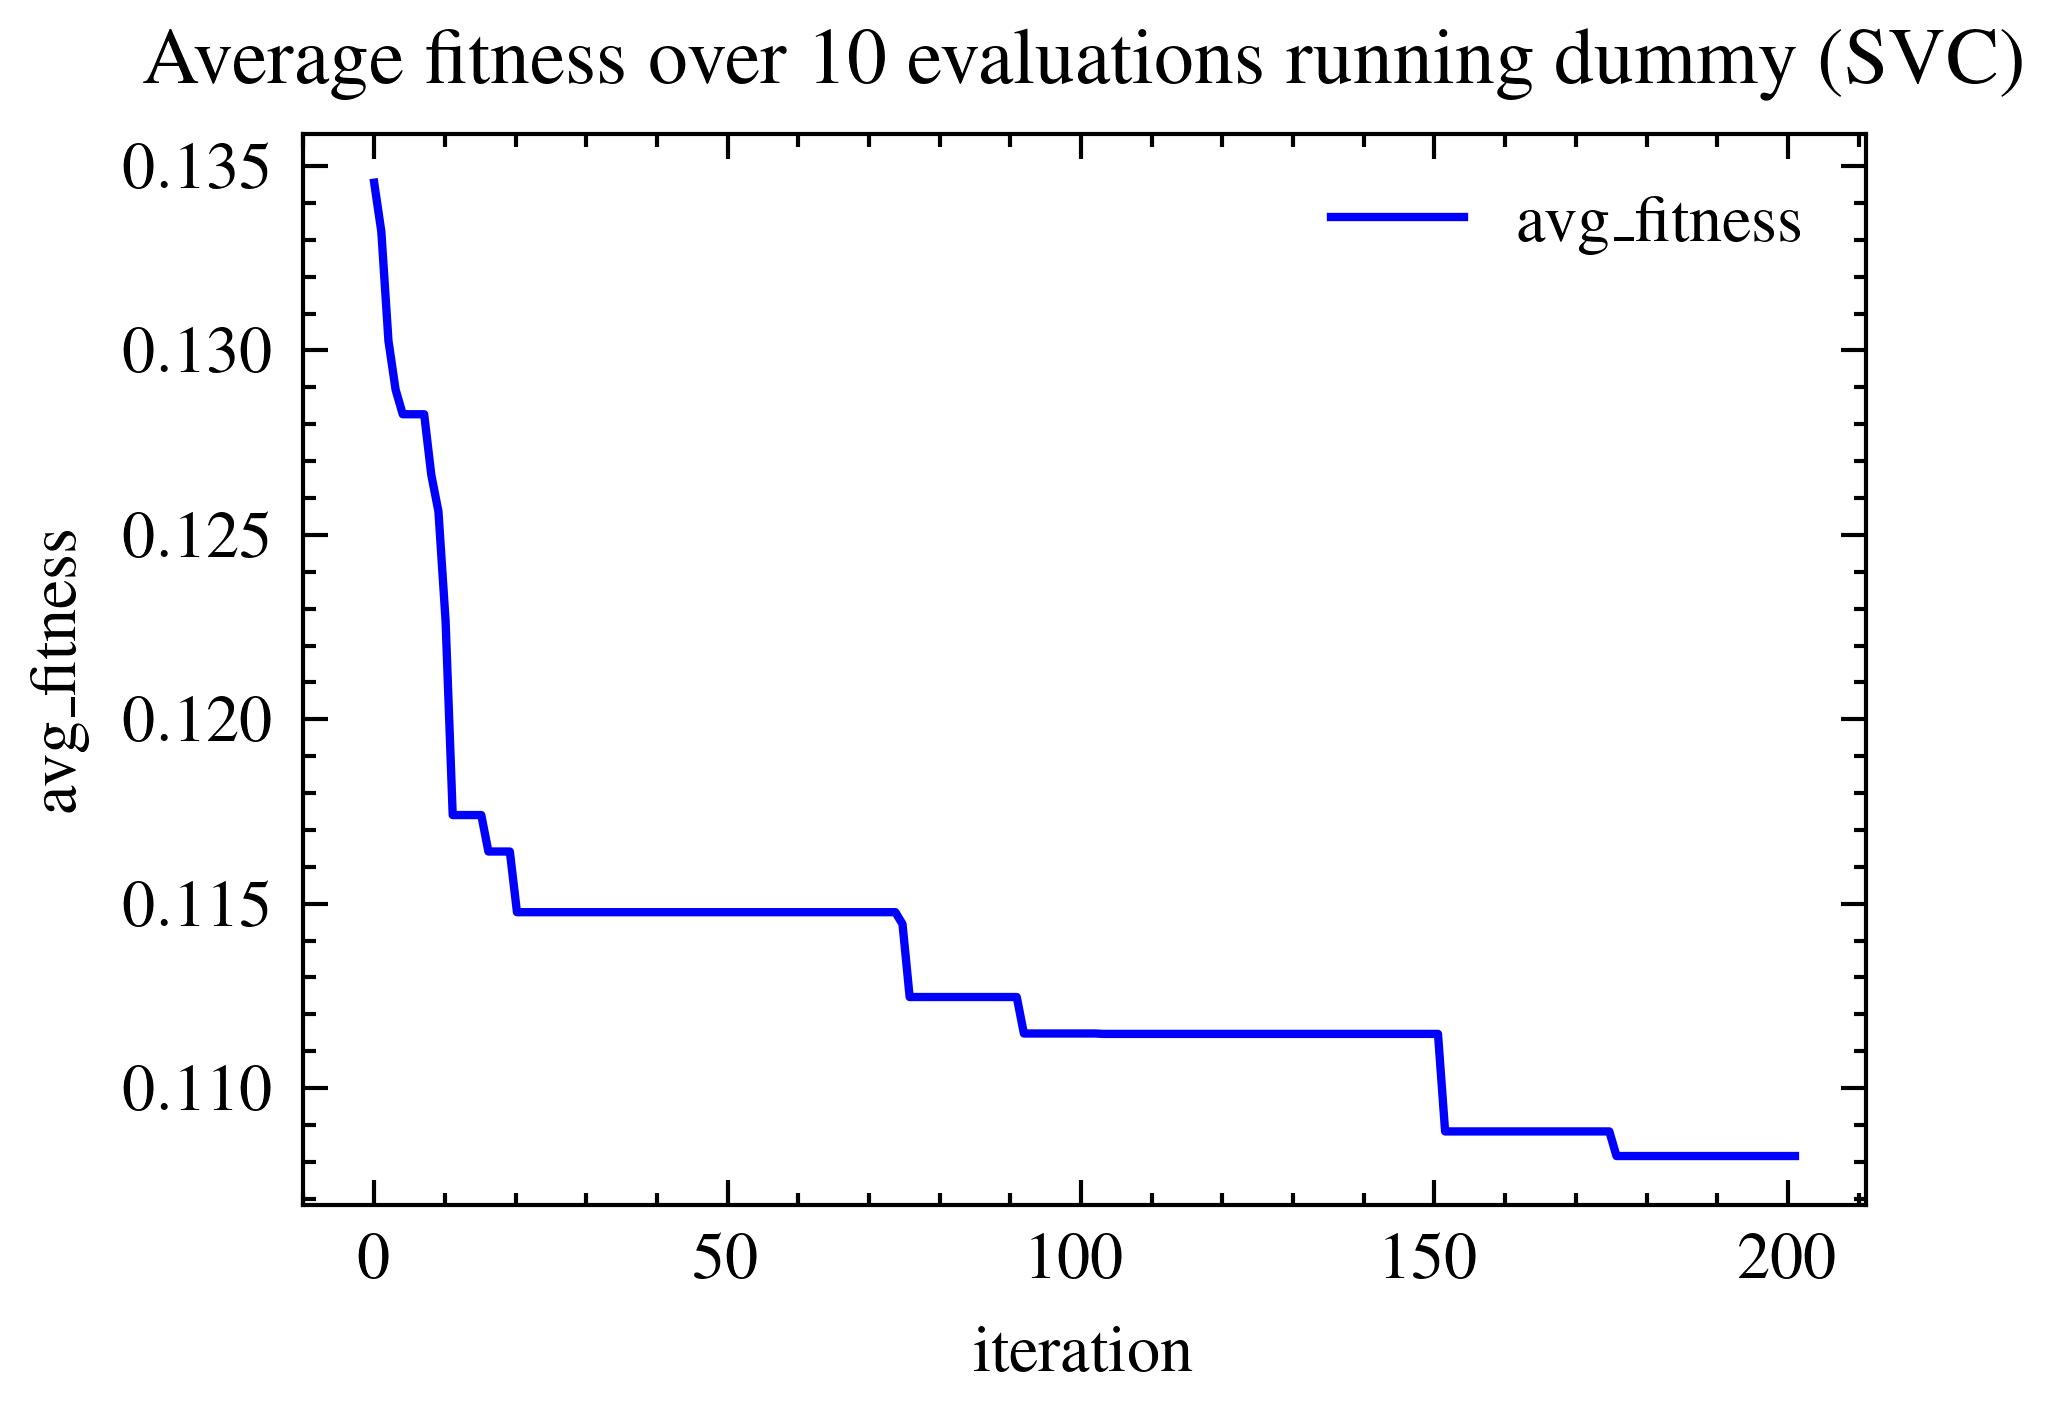 Average fitness over 10 evaluations running dummy (SVC)
avg_fitness
0.135
0.130
0.125
0.120
0.115
0.110
avg_fitness
0 50 100 150 200
iteration